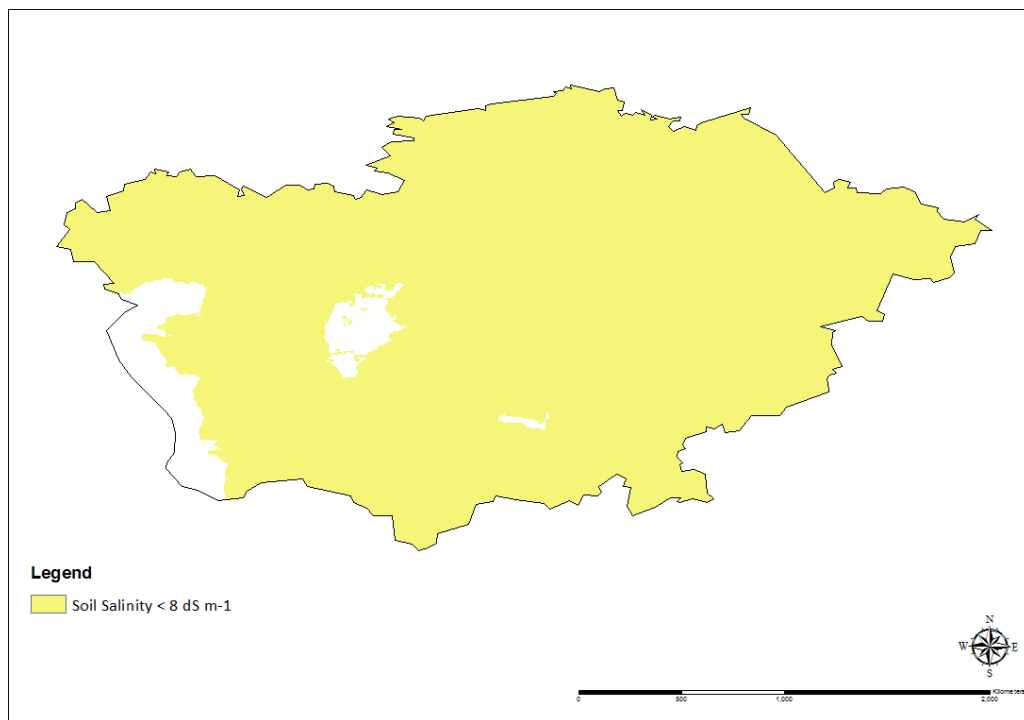 Legend
Soil Salinity < 8 dS m-1
N
W E
S
Kilometers
0 500 1,000 2,000